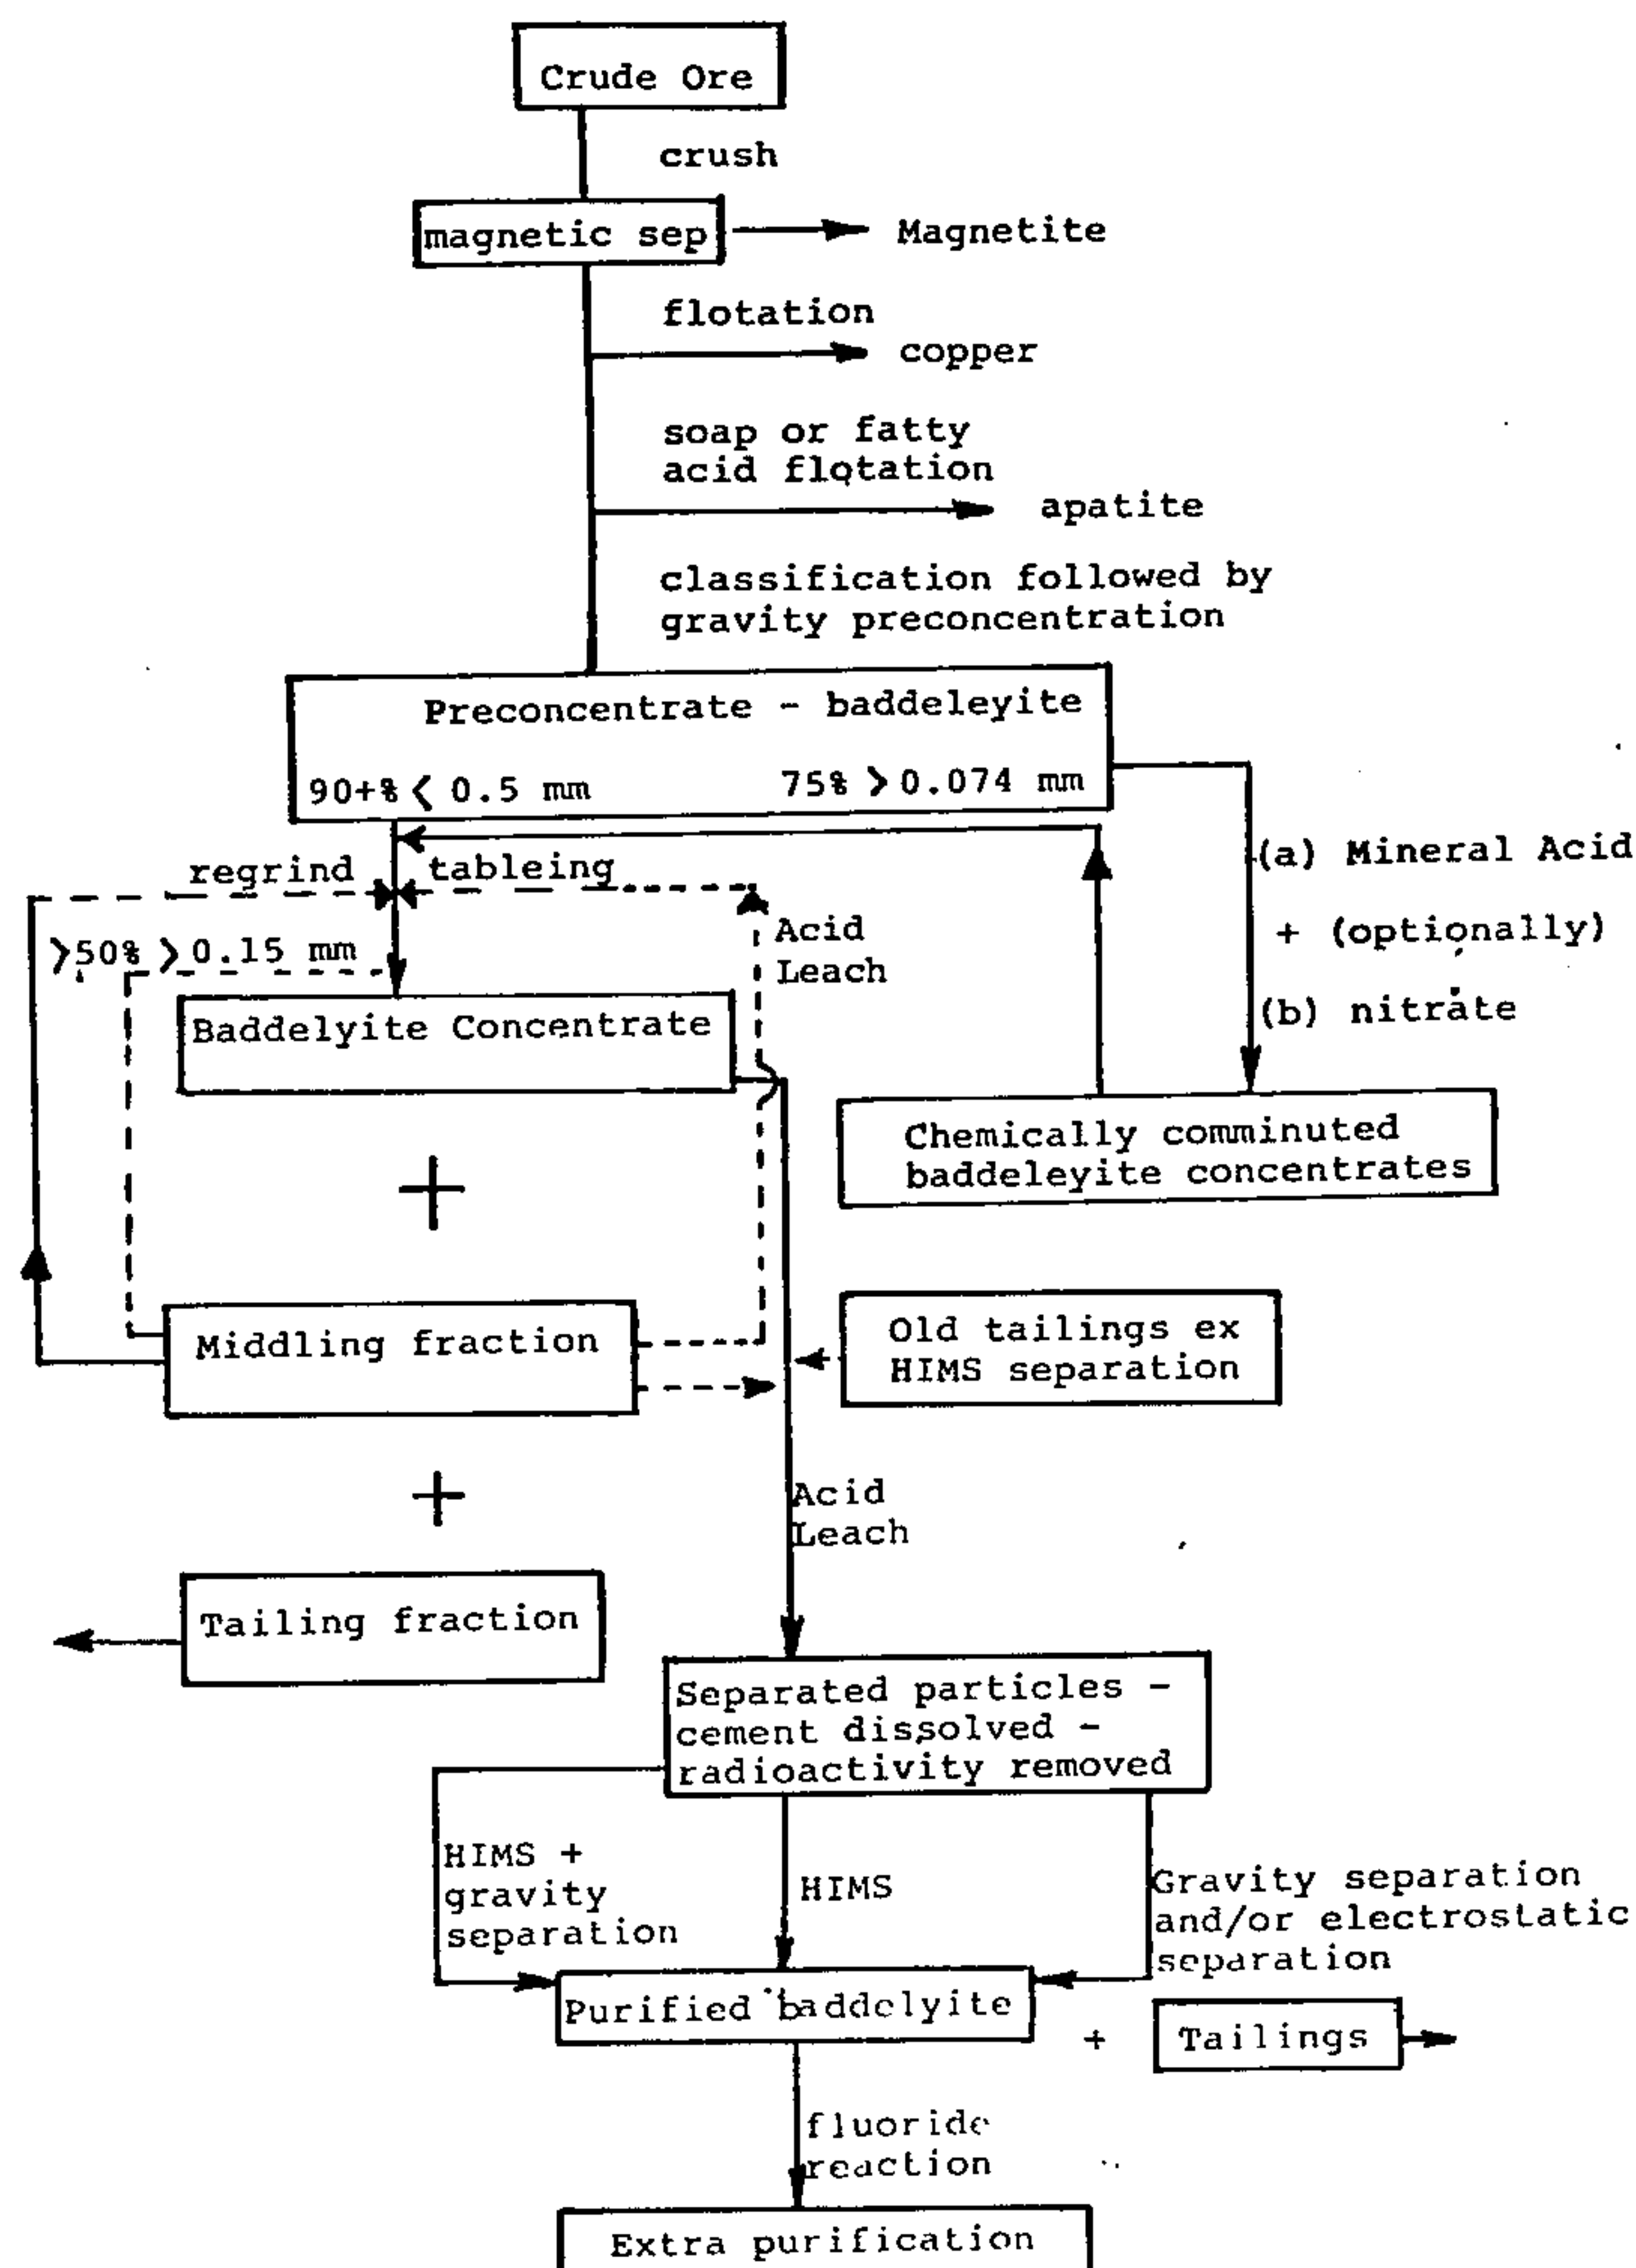 Crude Ore
crush
magnetic sep
Magnetite
flotation
copper
soap or fatty
acid flotation
apatite
classification followed by
gravity preconcentration
Preconcentrate - baddeleyite
90+% < 0.5 mm
75% > 0.074 mm
(a) Mineral Acid
+ (optionally)
(b) nitrate
regrind
tableing
>50% > 0.15 mm
Acid
Leach
Baddelyite Concentrate
Chemically comminuted
baddeleyite concentrates
+
Middling fraction
Old tailings ex
HIMS separation
+
Acid
Leach
Tailing fraction
Separated particles -
cement dissolved -
radioactivity removed
HIMS +
gravity
separation
HIMS
Gravity separation
and/or electrostatic
separation
Purified baddelyite
+
Tailings
fluoride
reaction
Extra purification